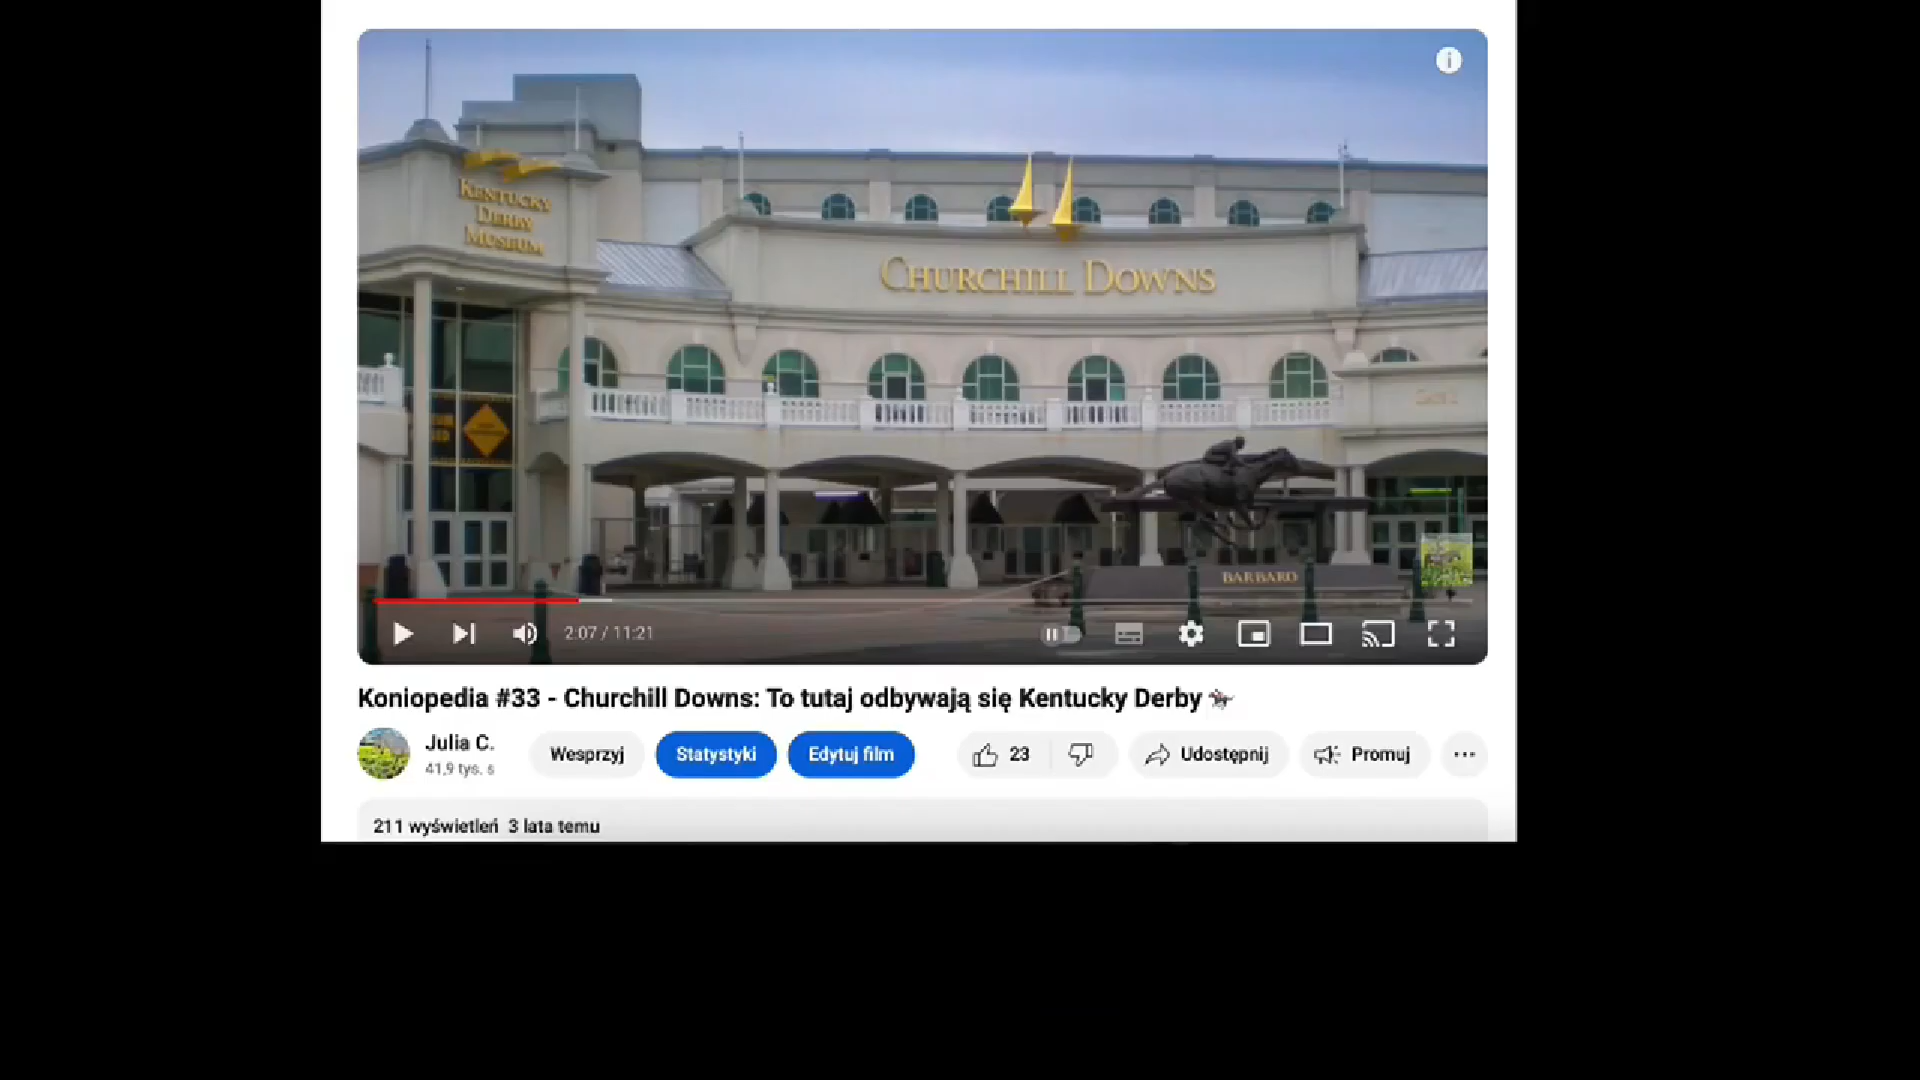 KENTUCKY
DERBY
MUSEUM
CHURCHILL DOWNS
BARBARO
2:07 / 11:21
Koniopedia #33 - Churchill Downs: To tutaj odbywają się Kentucky Derby
Julia C.
41,9 tys. s
Wesprzyj
Statystyki
Edytuj film
23
Udostępnij
Promuj
211 wyświetleń 3 lata temu